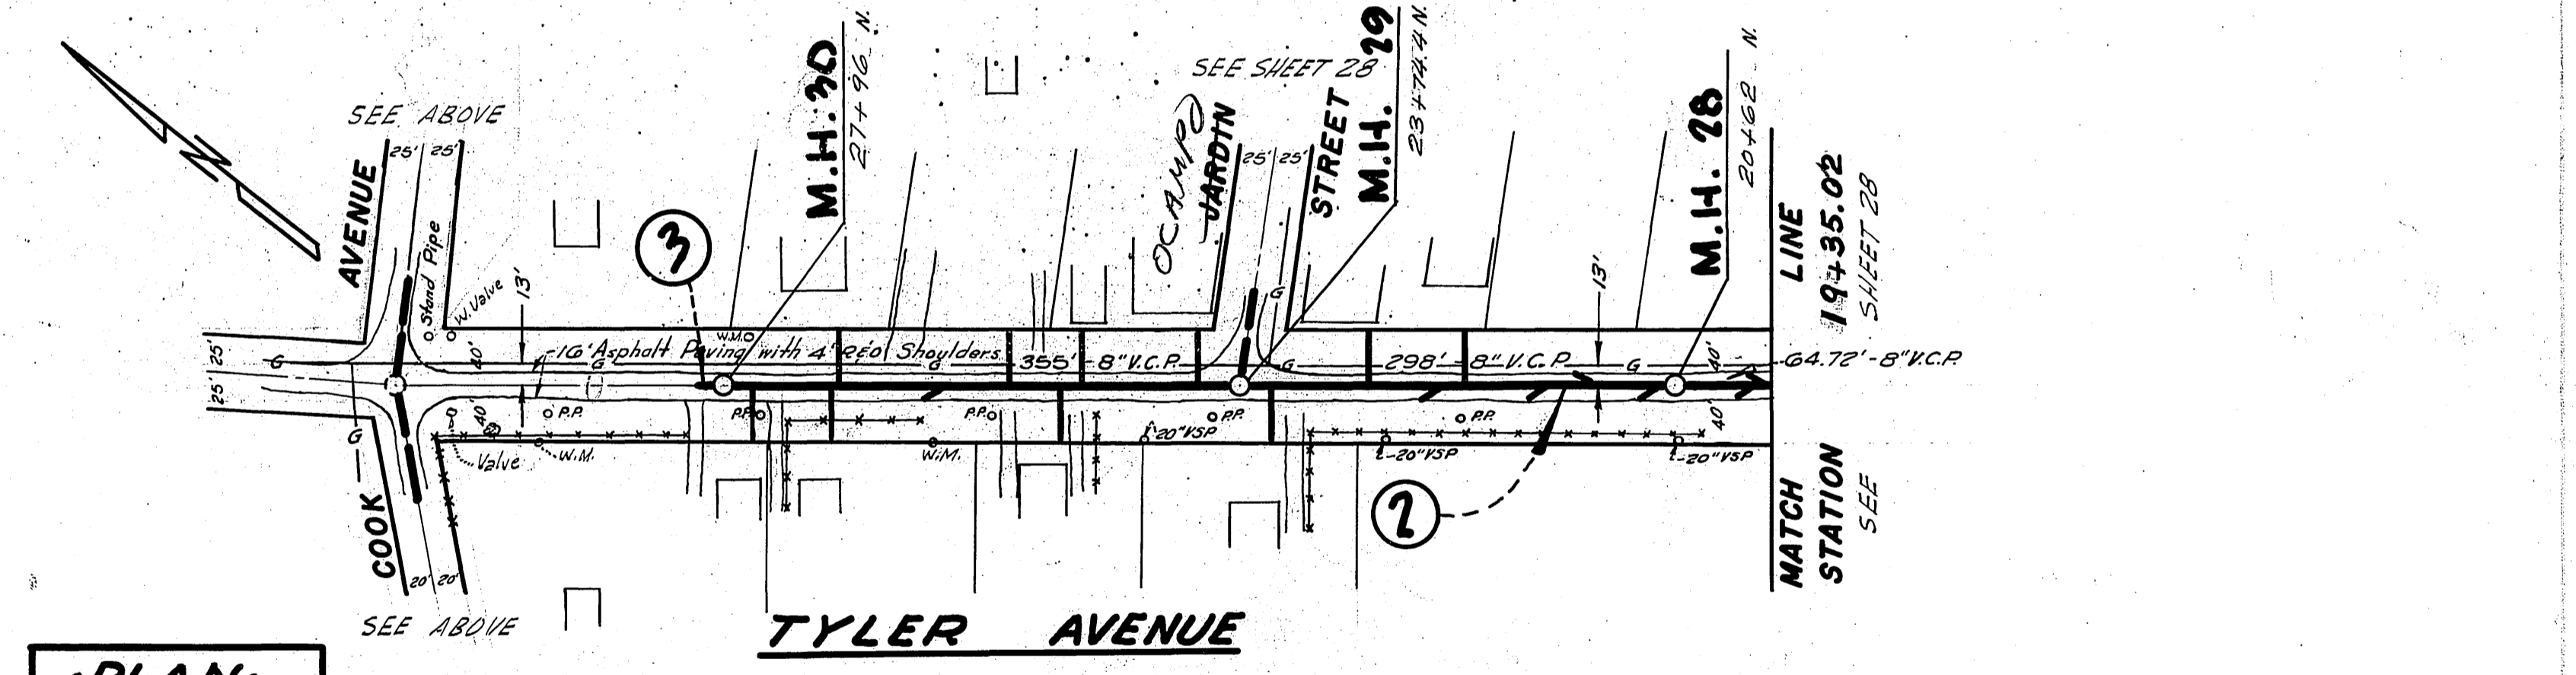 SEE ABOVE
AVENUE
25' 25'
Stand Pipe
W. Valve
13'
M.H. 30
27+96 N.
3
SEE SHEET 28
OCAMPO
JARDIN
STREET
25' 25'
M.H. 29
23+74.4 N.
M.H. 28
20+62 N.
LINE
19+35.02
SHEET 28
13'
N
25'
25'
G
40'
W.M.
16' Asphalt Paving with 4' R&O Shoulders
G
355' - 8" V.C.P.
G
G
298' - 8" V.C.P.
G
40'
64.72' - 8" V.C.P.
G
40'
P.P.
P.P.
P.P.
P.P.
P.P.
40'
Valve
W.M.
W.M.
20" VSP
20" VSP
20" VSP
2
COOK
20' 20'
SEE ABOVE
TYLER AVENUE
MATCH
STATION
SEE
PLAN